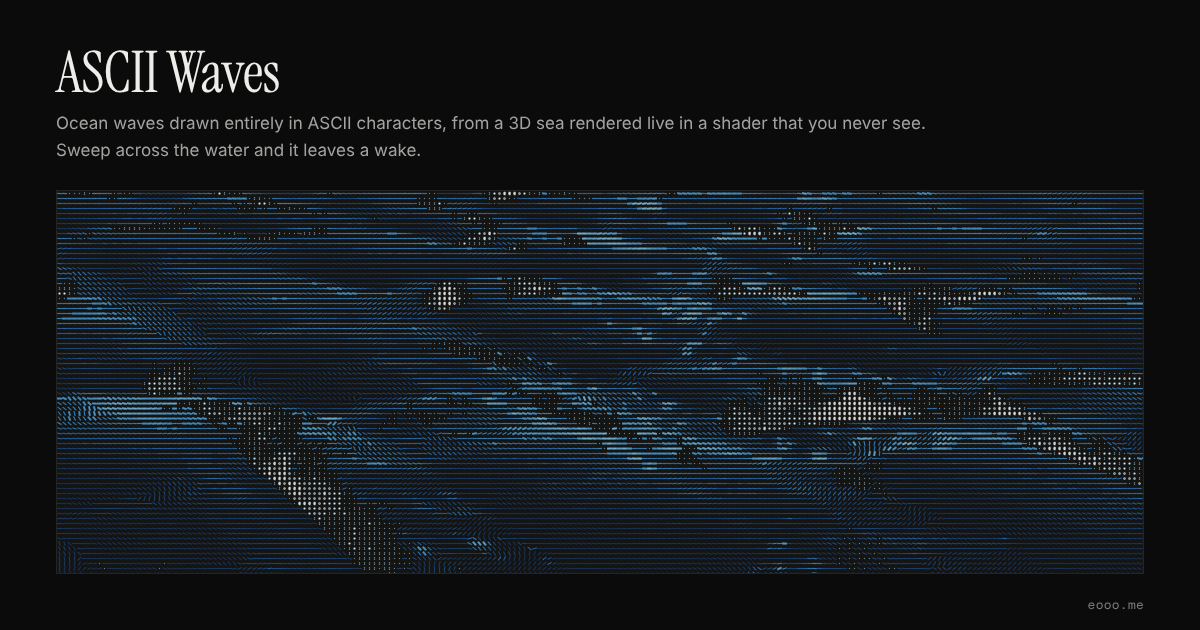 ASCII Waves
Ocean waves drawn entirely in ASCII characters, from a 3D sea rendered live in a shader that you never see.
Sweep across the water and it leaves a wake.
eooo.me